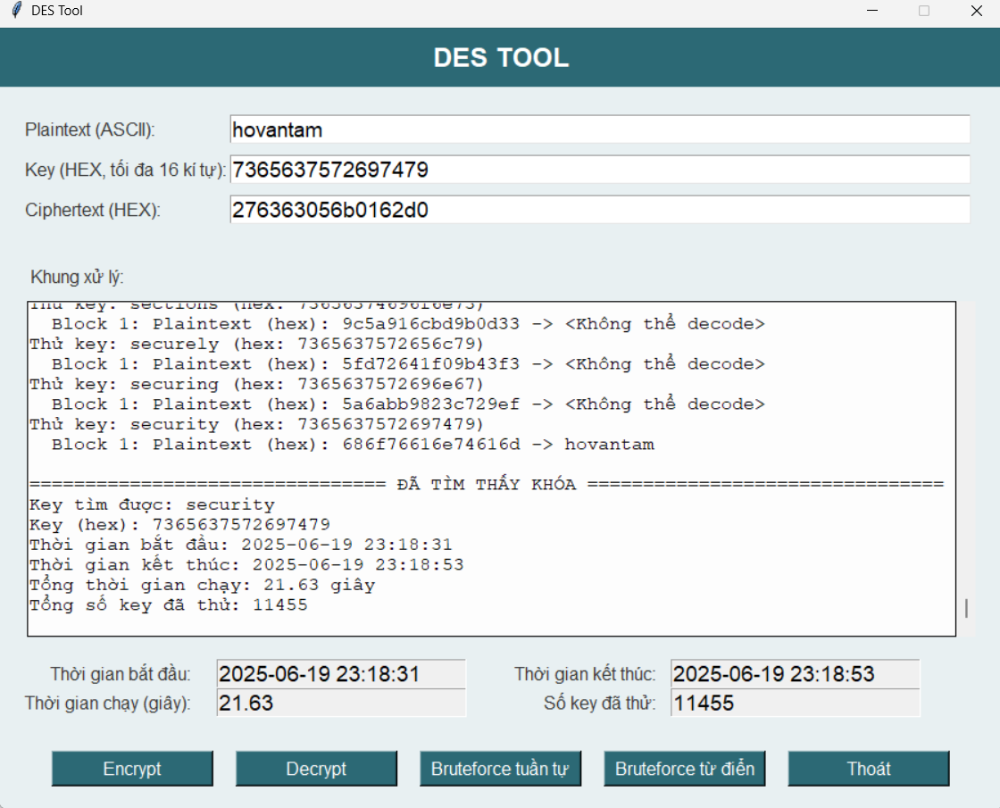 DES Tool
DES TOOL
Plaintext (ASCII): hovantam
Key (HEX, tối đa 16 kí tự): 7365637572697479
Ciphertext (HEX): 276363056b0162d0
Khung xử lý:
Thử key: sections (hex: 73656374696f6e73)
Block 1: Plaintext (hex): 9c5a916cbd9b0d33 -> <Không thể decode>
Thử key: securely (hex: 7365637572656c79)
Block 1: Plaintext (hex): 5fd72641f09b43f3 -> <Không thể decode>
Thử key: securing (hex: 7365637572696e67)
Block 1: Plaintext (hex): 5a6abb9823c729ef -> <Không thể decode>
Thử key: security (hex: 7365637572697479)
Block 1: Plaintext (hex): 686f76616e74616d -> hovantam
================================ ĐÃ TÌM THẤY KHÓA ================================
Key tìm được: security
Key (hex): 7365637572697479
Thời gian bắt đầu: 2025-06-19 23:18:31
Thời gian kết thúc: 2025-06-19 23:18:53
Tổng thời gian chạy: 21.63 giây
Tổng số key đã thử: 11455
Thời gian bắt đầu: 2025-06-19 23:18:31 Thời gian kết thúc: 2025-06-19 23:18:53
Thời gian chạy (giây): 21.63 Số key đã thử: 11455
Encrypt Decrypt Bruteforce tuần tự Bruteforce từ điển Thoát